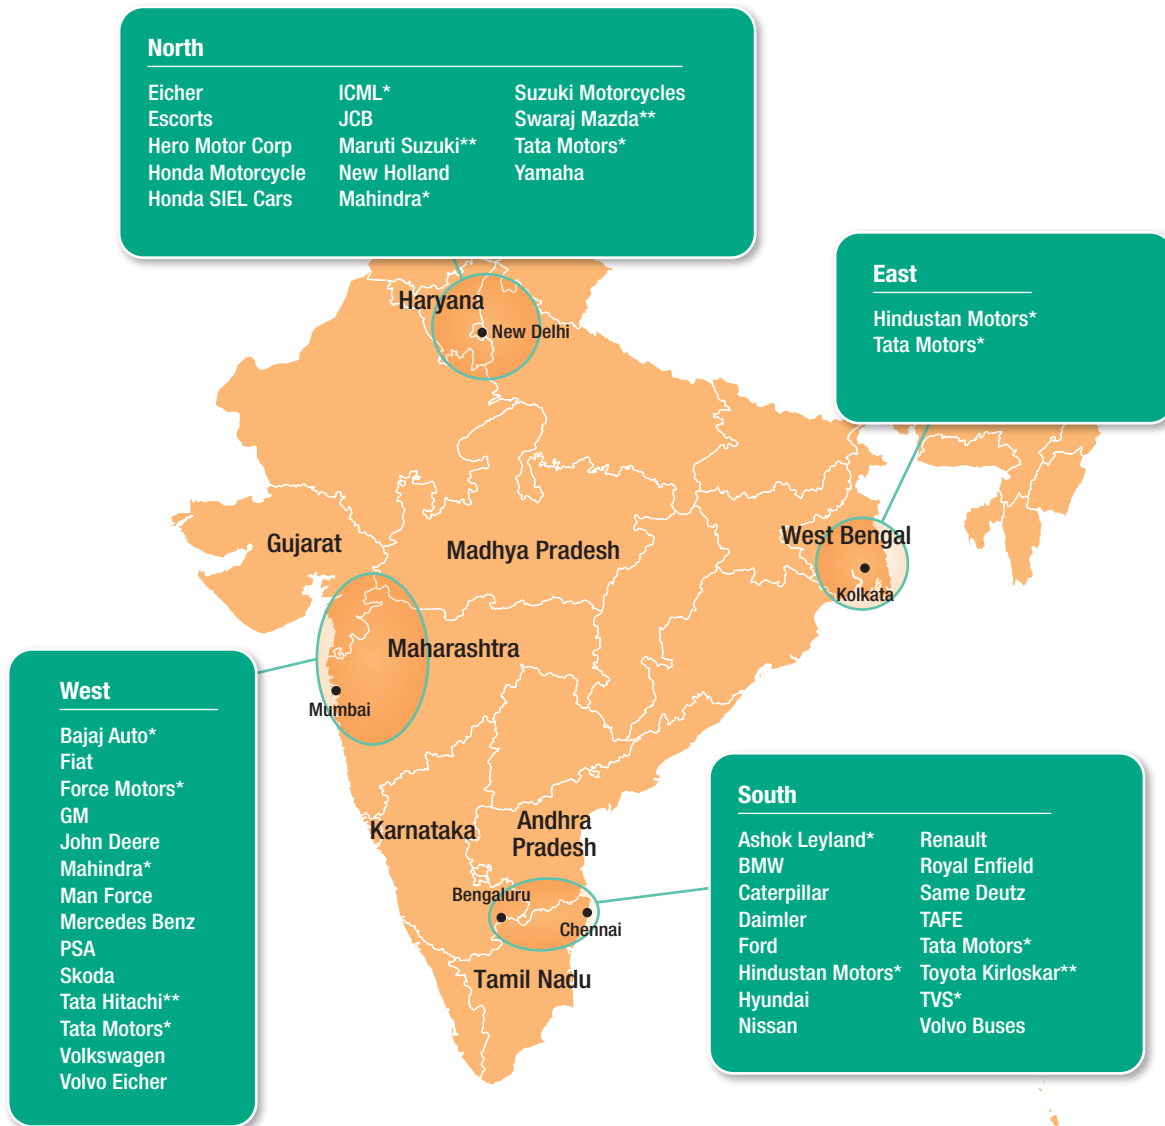 North
Eicher
Escorts
Hero Motor Corp
Honda Motorcycle
Honda SIEL Cars
ICML*
JCB
Maruti Suzuki**
New Holland
Mahindra*
Suzuki Motorcycles
Swaraj Mazda**
Tata Motors*
Yamaha
East
Hindustan Motors*
Tata Motors*
Haryana
New Delhi
Gujarat
Madhya Pradesh
West Bengal
Kolkata
Maharashtra
Mumbai
West
Bajaj Auto*
Fiat
Force Motors*
GM
John Deere
Mahindra*
Man Force
Mercedes Benz
PSA
Skoda
Tata Hitachi**
Tata Motors*
Volkswagen
Volvo Eicher
Karnataka
Andhra
Pradesh
Bengaluru
Chennai
Tamil Nadu
South
Ashok Leyland*
BMW
Caterpillar
Daimler
Ford
Hindustan Motors*
Hyundai
Nissan
Renault
Royal Enfield
Same Deutz
TAFE
Tata Motors*
Toyota Kirloskar**
TVS*
Volvo Buses